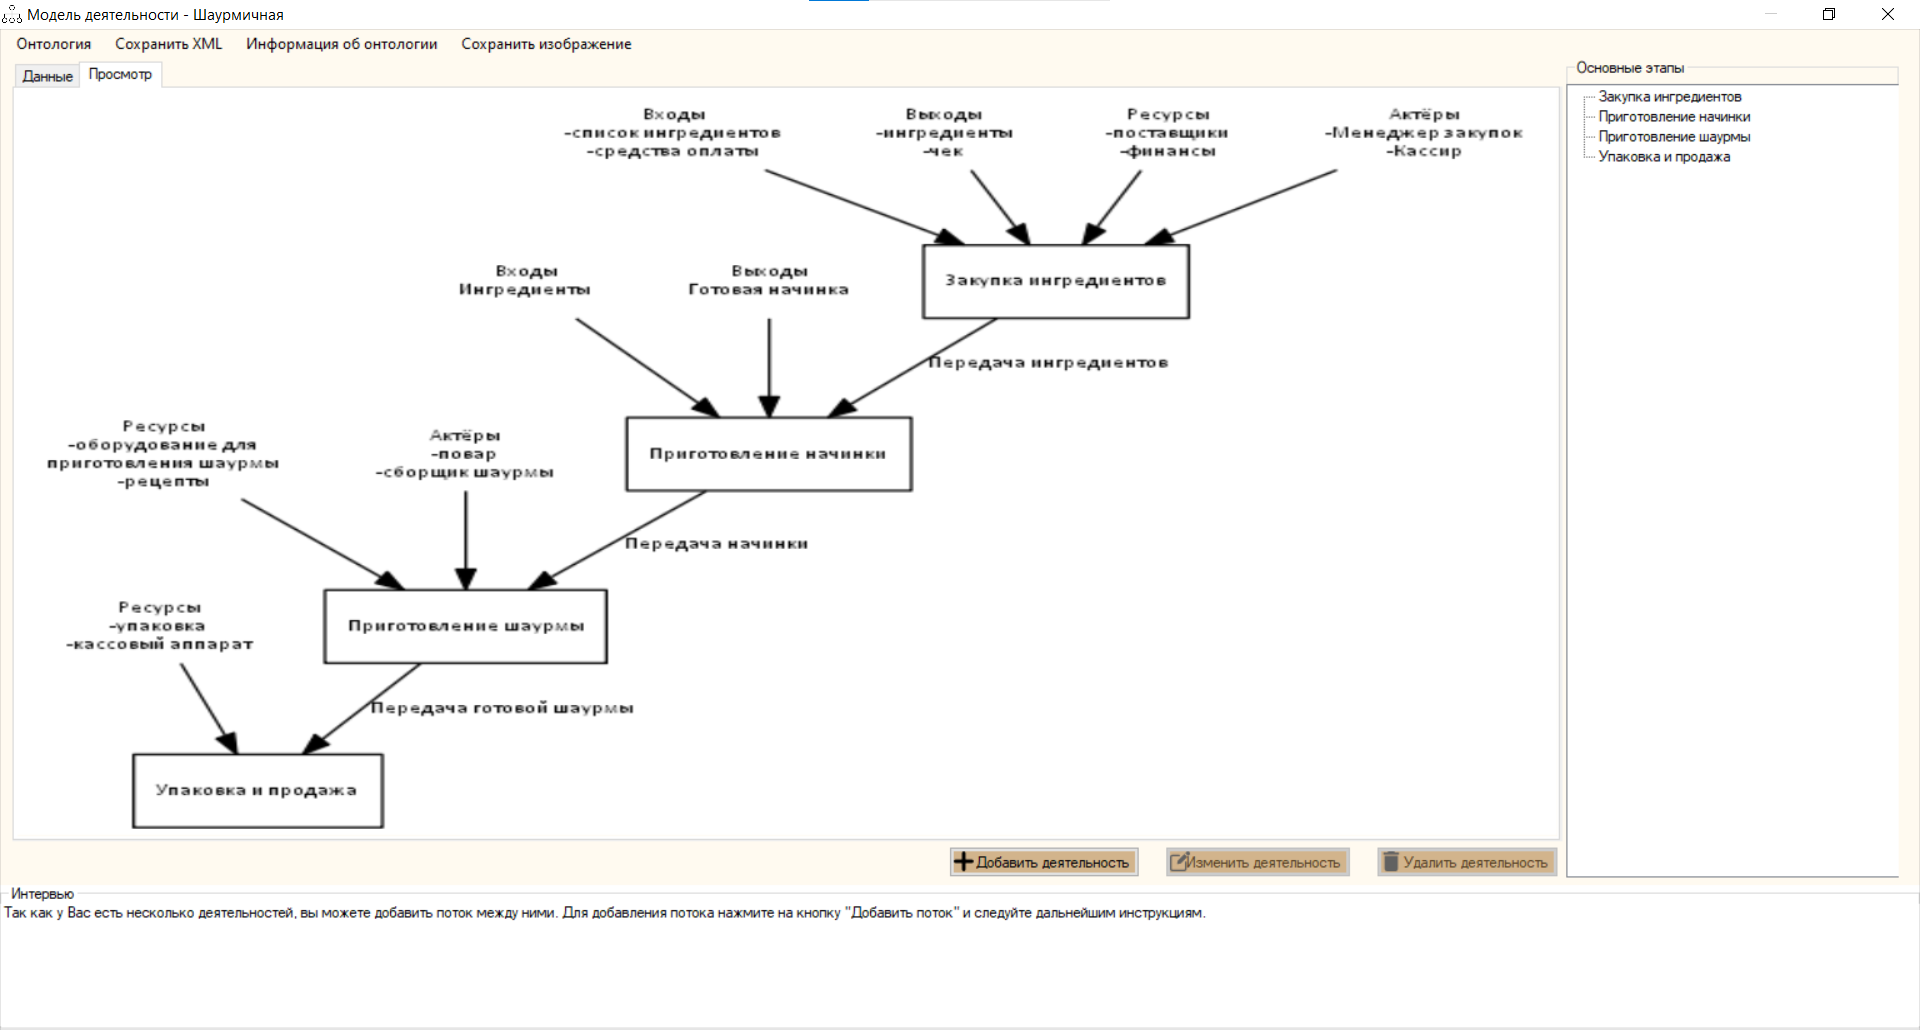 Модель деятельности - Шаурмичная
Онтология Сохранить XML Информация об онтологии Сохранить изображение
Данные Просмотр
Основные этапы
Закупка ингредиентов
Приготовление начинки
Приготовление шаурмы
Упаковка и продажа
Входы
-список ингредиентов
-средства оплаты
Выходы
-ингредиенты
-чек
Ресурсы
-поставщики
-финансы
Актёры
-Менеджер закупок
-Кассир
Закупка ингредиентов
Входы
Ингредиенты
Выходы
Готовая начинка
Передача ингредиентов
Приготовление начинки
Ресурсы
-оборудование для
приготовления шаурмы
-рецепты
Актёры
-повар
-сборщик шаурмы
Передача начинки
Приготовление шаурмы
Ресурсы
-упаковка
-кассовый аппарат
Передача готовой шаурмы
Упаковка и продажа
Добавить деятельность Изменить деятельность Удалить деятельность
Интервью
Так как у Вас есть несколько деятельностей, вы можете добавить поток между ними. Для добавления потока нажмите на кнопку "Добавить поток" и следуйте дальнейшим инструкциям.